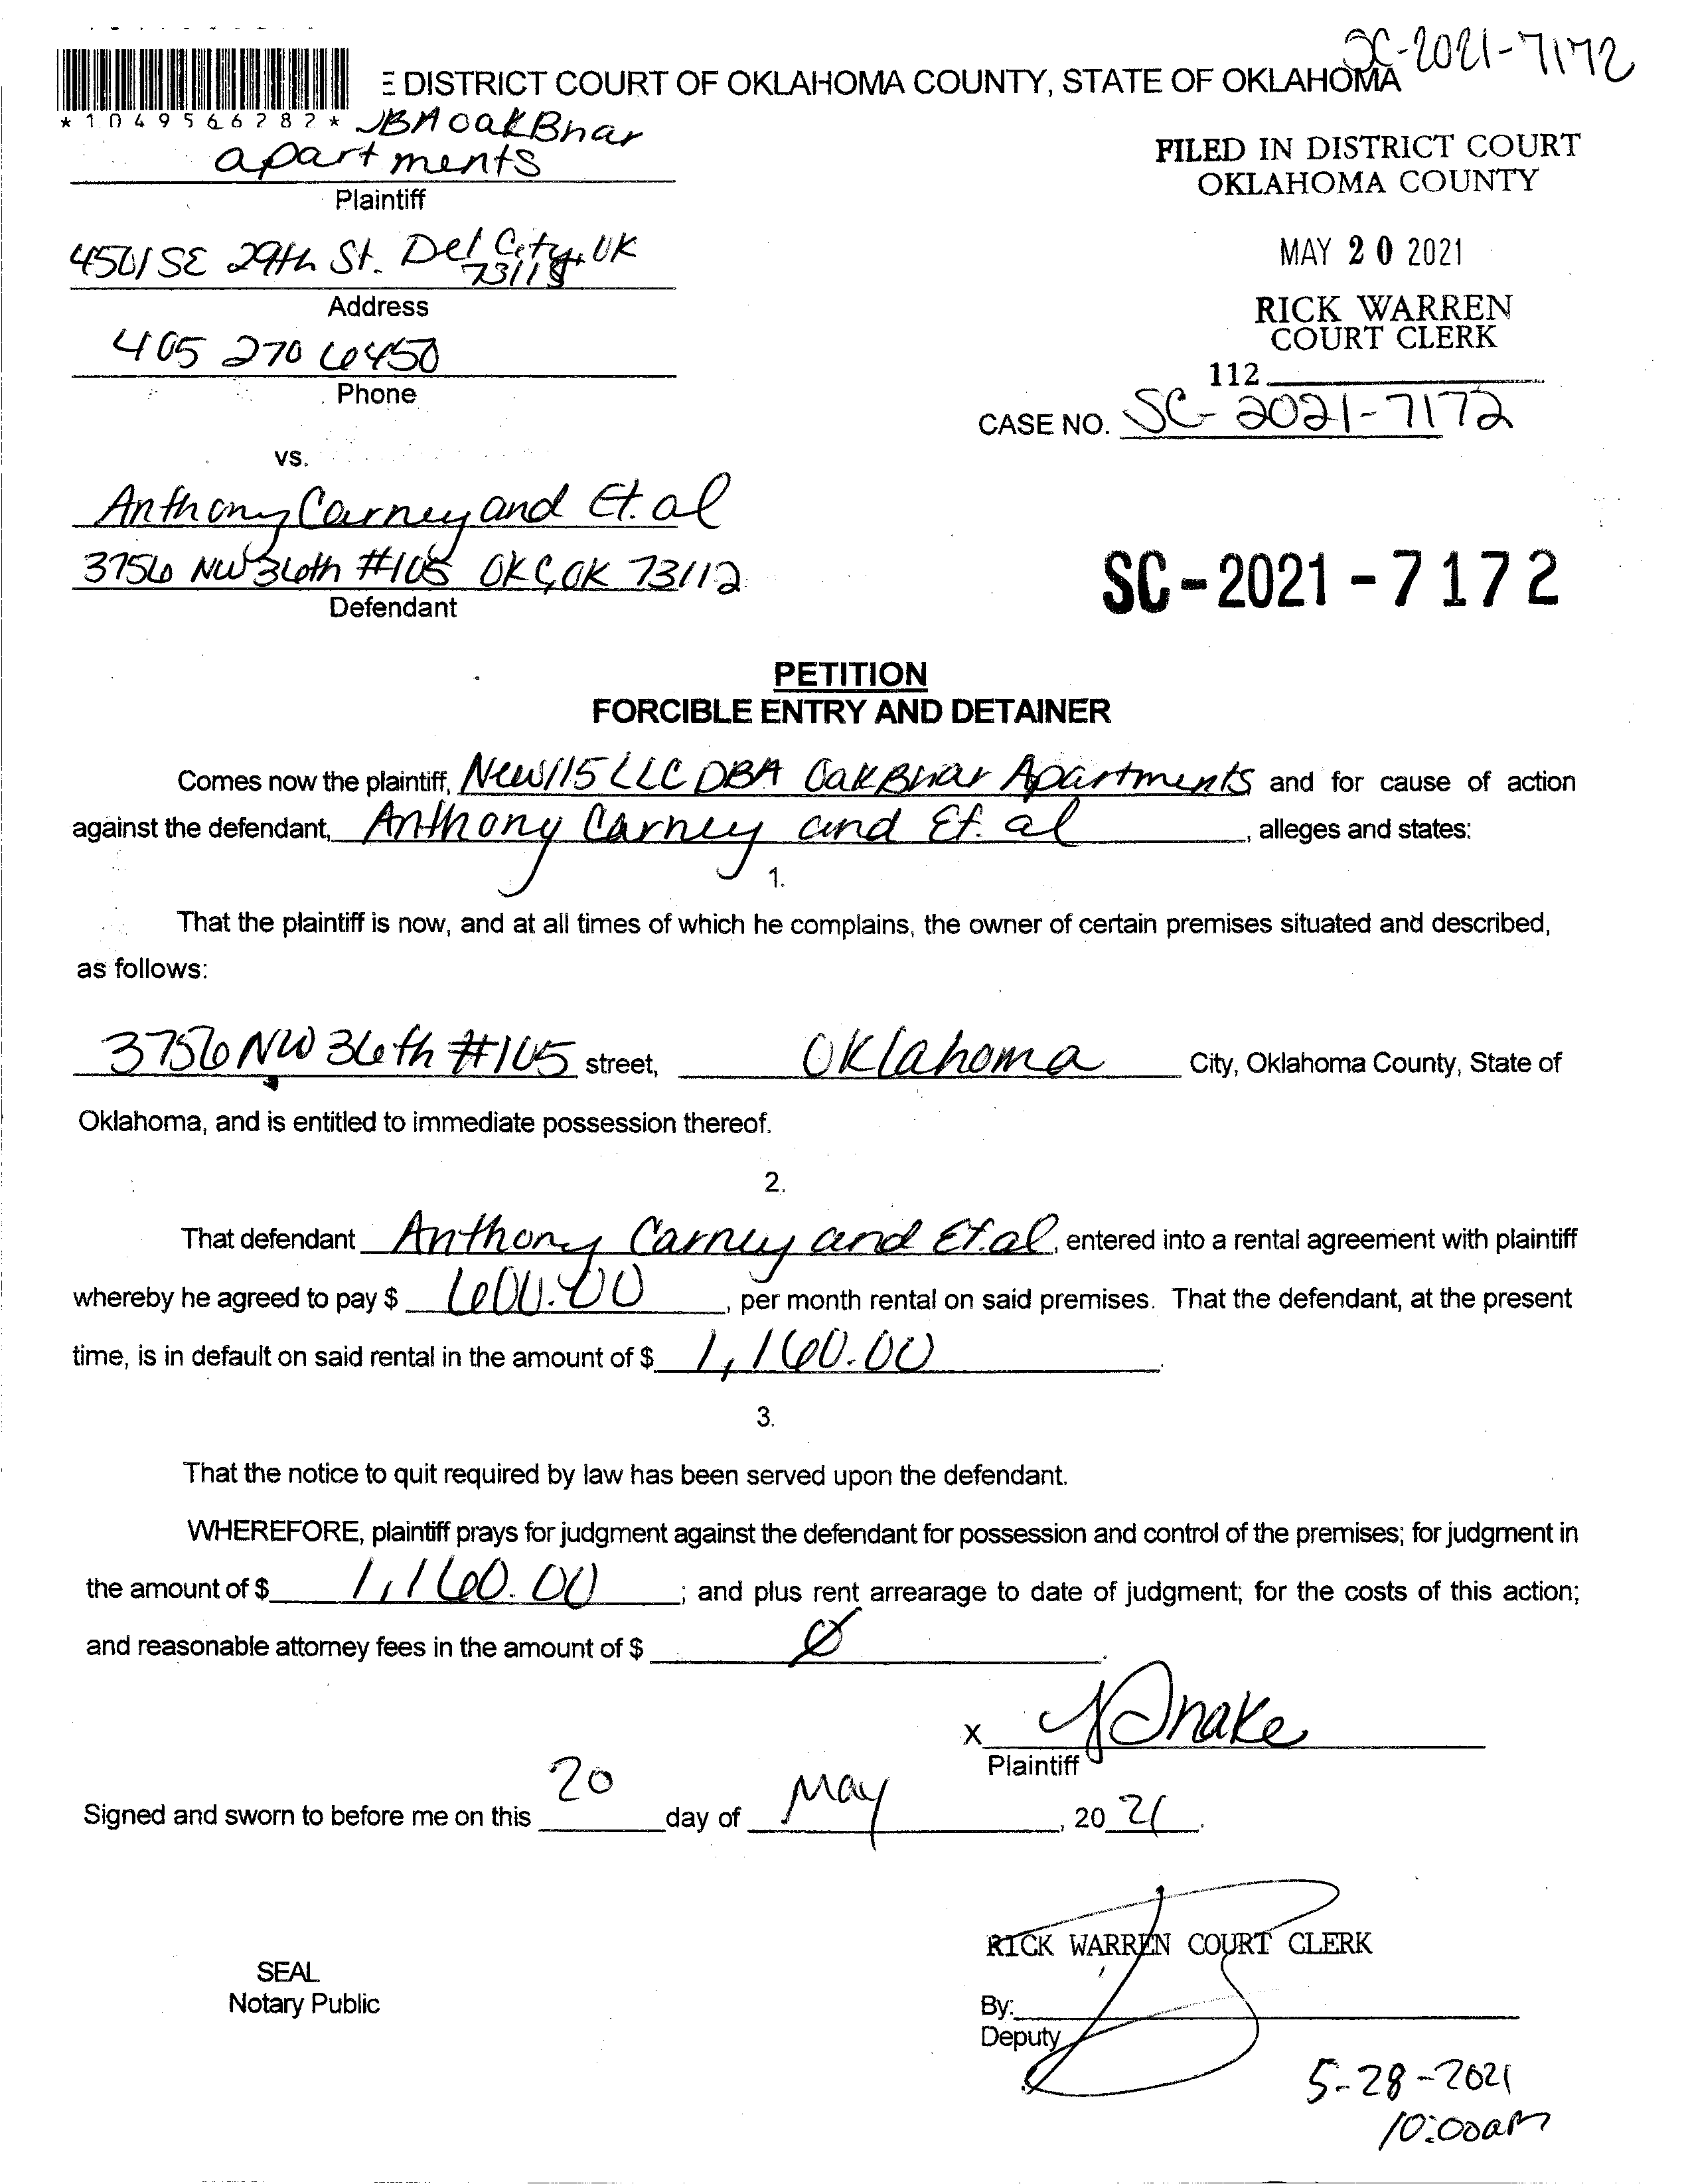 SC-2021-7172
E DISTRICT COURT OF OKLAHOMA COUNTY, STATE OF OKLAHOMA
*1049566282*
DBA Oak Briar
apartments
Plaintiff
FILED IN DISTRICT COURT
OKLAHOMA COUNTY
4501 SE 29th St. Del City, OK
73115
Address
MAY 20 2021
RICK WARREN
COURT CLERK
405 270 6450
Phone
112
CASE NO. SC-2021-7172
vs.
Anthony Carney and Et. al
3756 NW 36th #105 OKC, OK 73112
Defendant
SC-2021-7172
PETITION
FORCIBLE ENTRY AND DETAINER
Comes now the plaintiff, New115 LLC DBA Oak Briar Apartments and for cause of action
against the defendant, Anthony Carney and Et. al, alleges and states:
1.
That the plaintiff is now, and at all times of which he complains, the owner of certain premises situated and described,
as follows:
3756 NW 36th #105 street, Oklahoma City, Oklahoma County, State of
Oklahoma, and is entitled to immediate possession thereof.
2.
That defendant Anthony Carney and Et. al, entered into a rental agreement with plaintiff
whereby he agreed to pay $ 600.00, per month rental on said premises. That the defendant, at the present
time, is in default on said rental in the amount of $ 1,160.00.
3.
That the notice to quit required by law has been served upon the defendant.
WHEREFORE, plaintiff prays for judgment against the defendant for possession and control of the premises; for judgment in
the amount of $ 1,160.00; and plus rent arrearage to date of judgment; for the costs of this action;
and reasonable attorney fees in the amount of $ Ø.
X
Plaintiff
Signed and sworn to before me on this 20 day of May, 20 21.
RICK WARREN COURT CLERK
SEAL
Notary Public
By:
Deputy
5-28-2021
10:00am